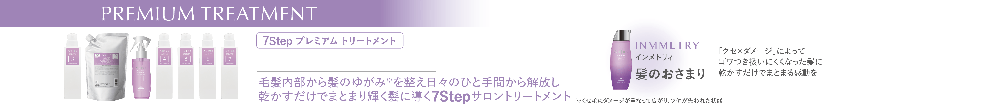 PREMIUM TREATMENT
7Step プレミアム トリートメント
毛髪内部から髪のゆがみ※を整え日々のひと手間から解放し
乾かすだけでまとまり輝く髪に導く7Stepサロントリートメント
※くせ毛にダメージが重なって広がり、ツヤが失われた状態
INMMETRY
インメトリィ
髪のおさまり
「クセ×ダメージ」によって
ゴワつき扱いにくくなった髪に
乾かすだけでまとまる感動を
Aujua
3
Aujua
2
Aujua
1
Aujua
4
Aujua
5
Aujua
6
Aujua
7
Aujua